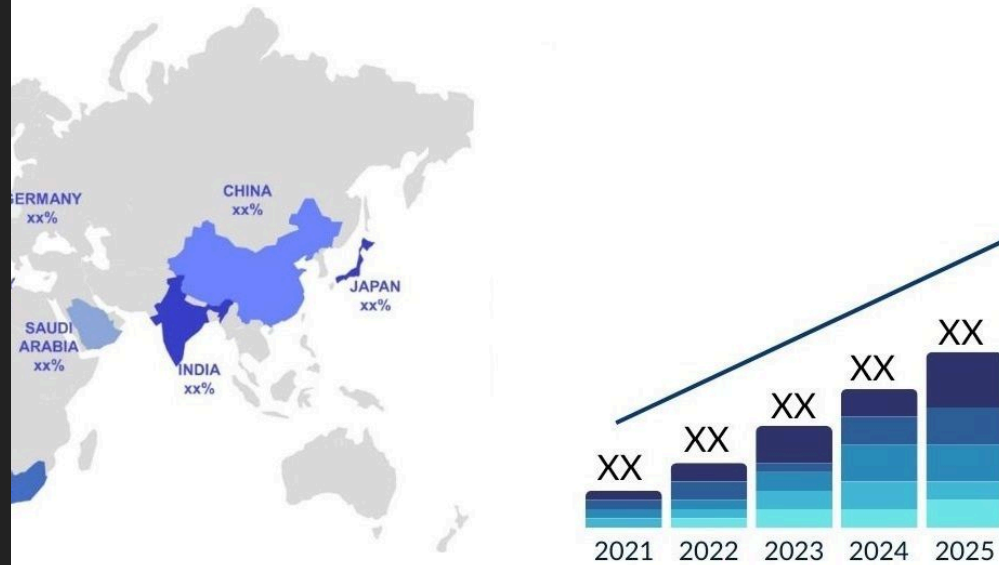 CHINA
xx%
GERMANY
xx%
JAPAN
xx%
SAUDI
ARABIA
xx%
INDIA
xx%
XX
XX
XX
XX
XX
2021
2022
2023
2024
2025